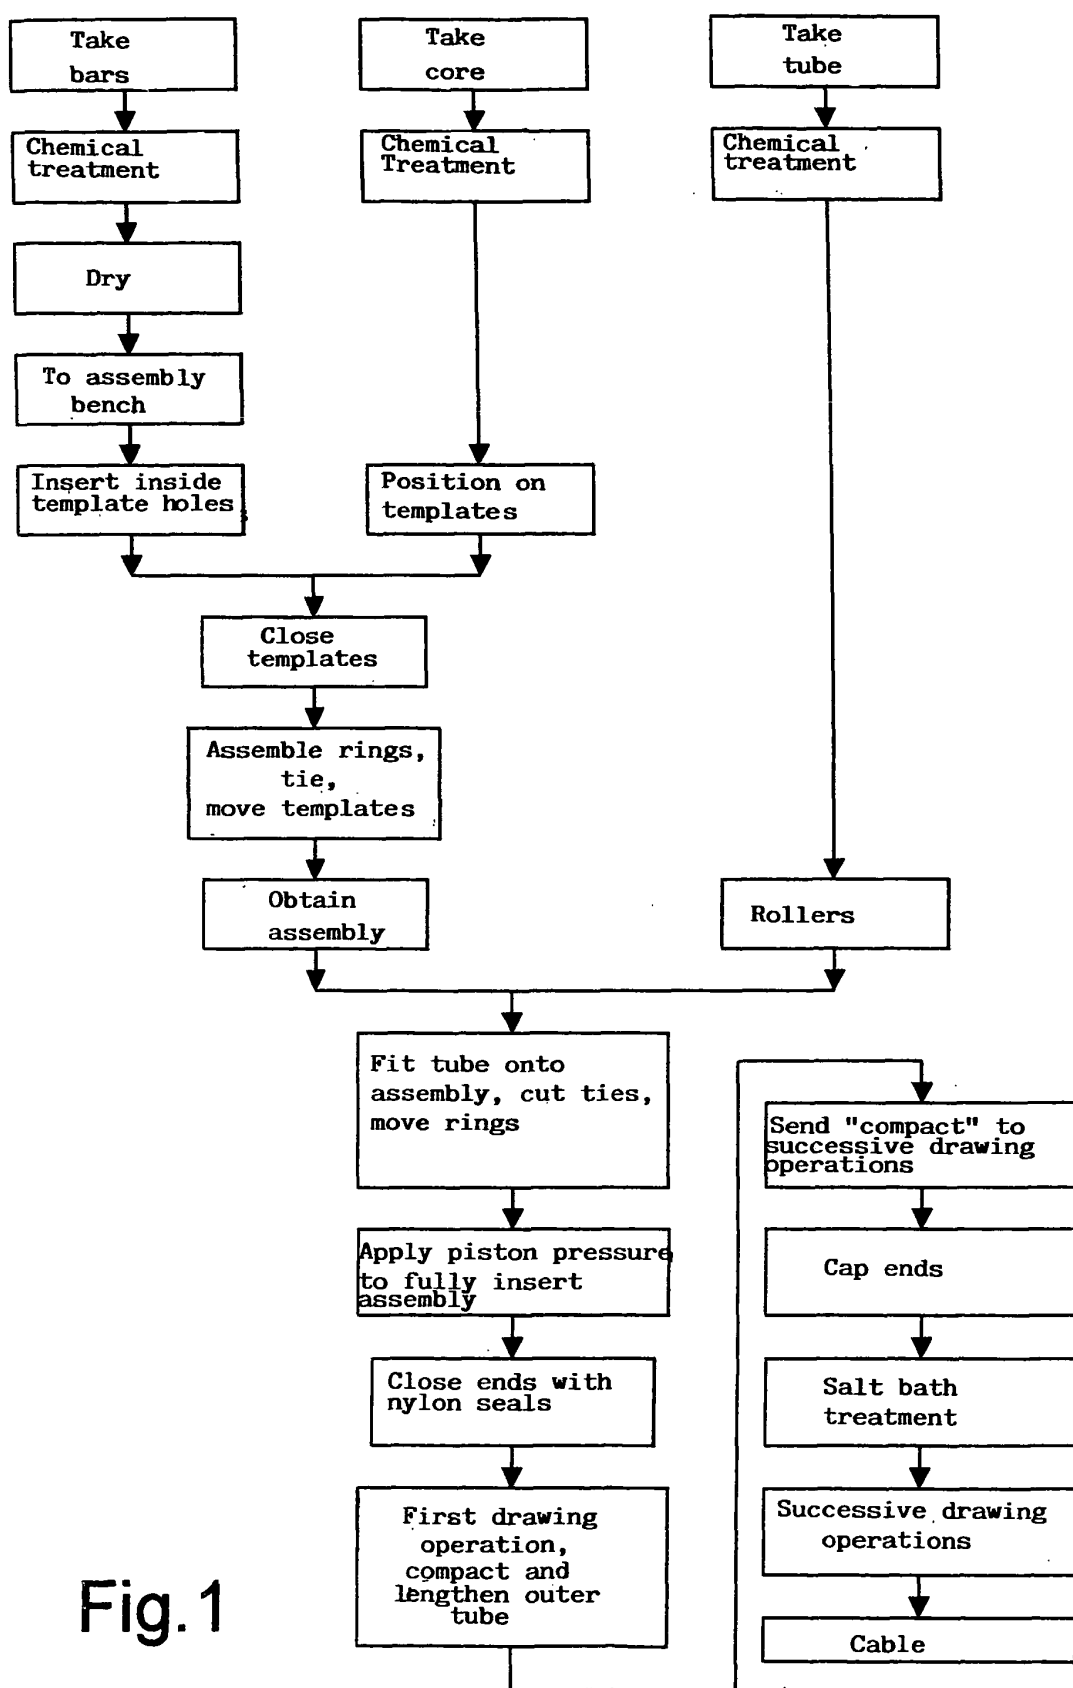 Take
bars
Take
core
Take
tube
Chemical
treatment
Chemical
Treatment
Chemical
treatment
Dry
To assembly
bench
Insert inside
template holes
Position on
templates
Close
templates
Assemble rings,
tie,
move templates
Obtain
assembly
Rollers
Fit tube onto
assembly, cut ties,
move rings
Apply piston pressure
to fully insert
assembly
Close ends with
nylon seals
First drawing
operation,
compact and
lengthen outer
tube
Send "compact" to
successive drawing
operations
Cap ends
Salt bath
treatment
Successive drawing
operations
Cable
Fig.1